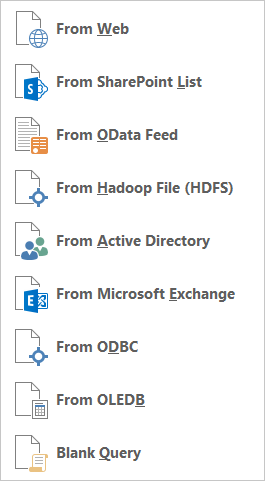 From Web
From SharePoint List
From OData Feed
From Hadoop File (HDFS)
From Active Directory
From Microsoft Exchange
From ODBC
From OLEDB
Blank Query